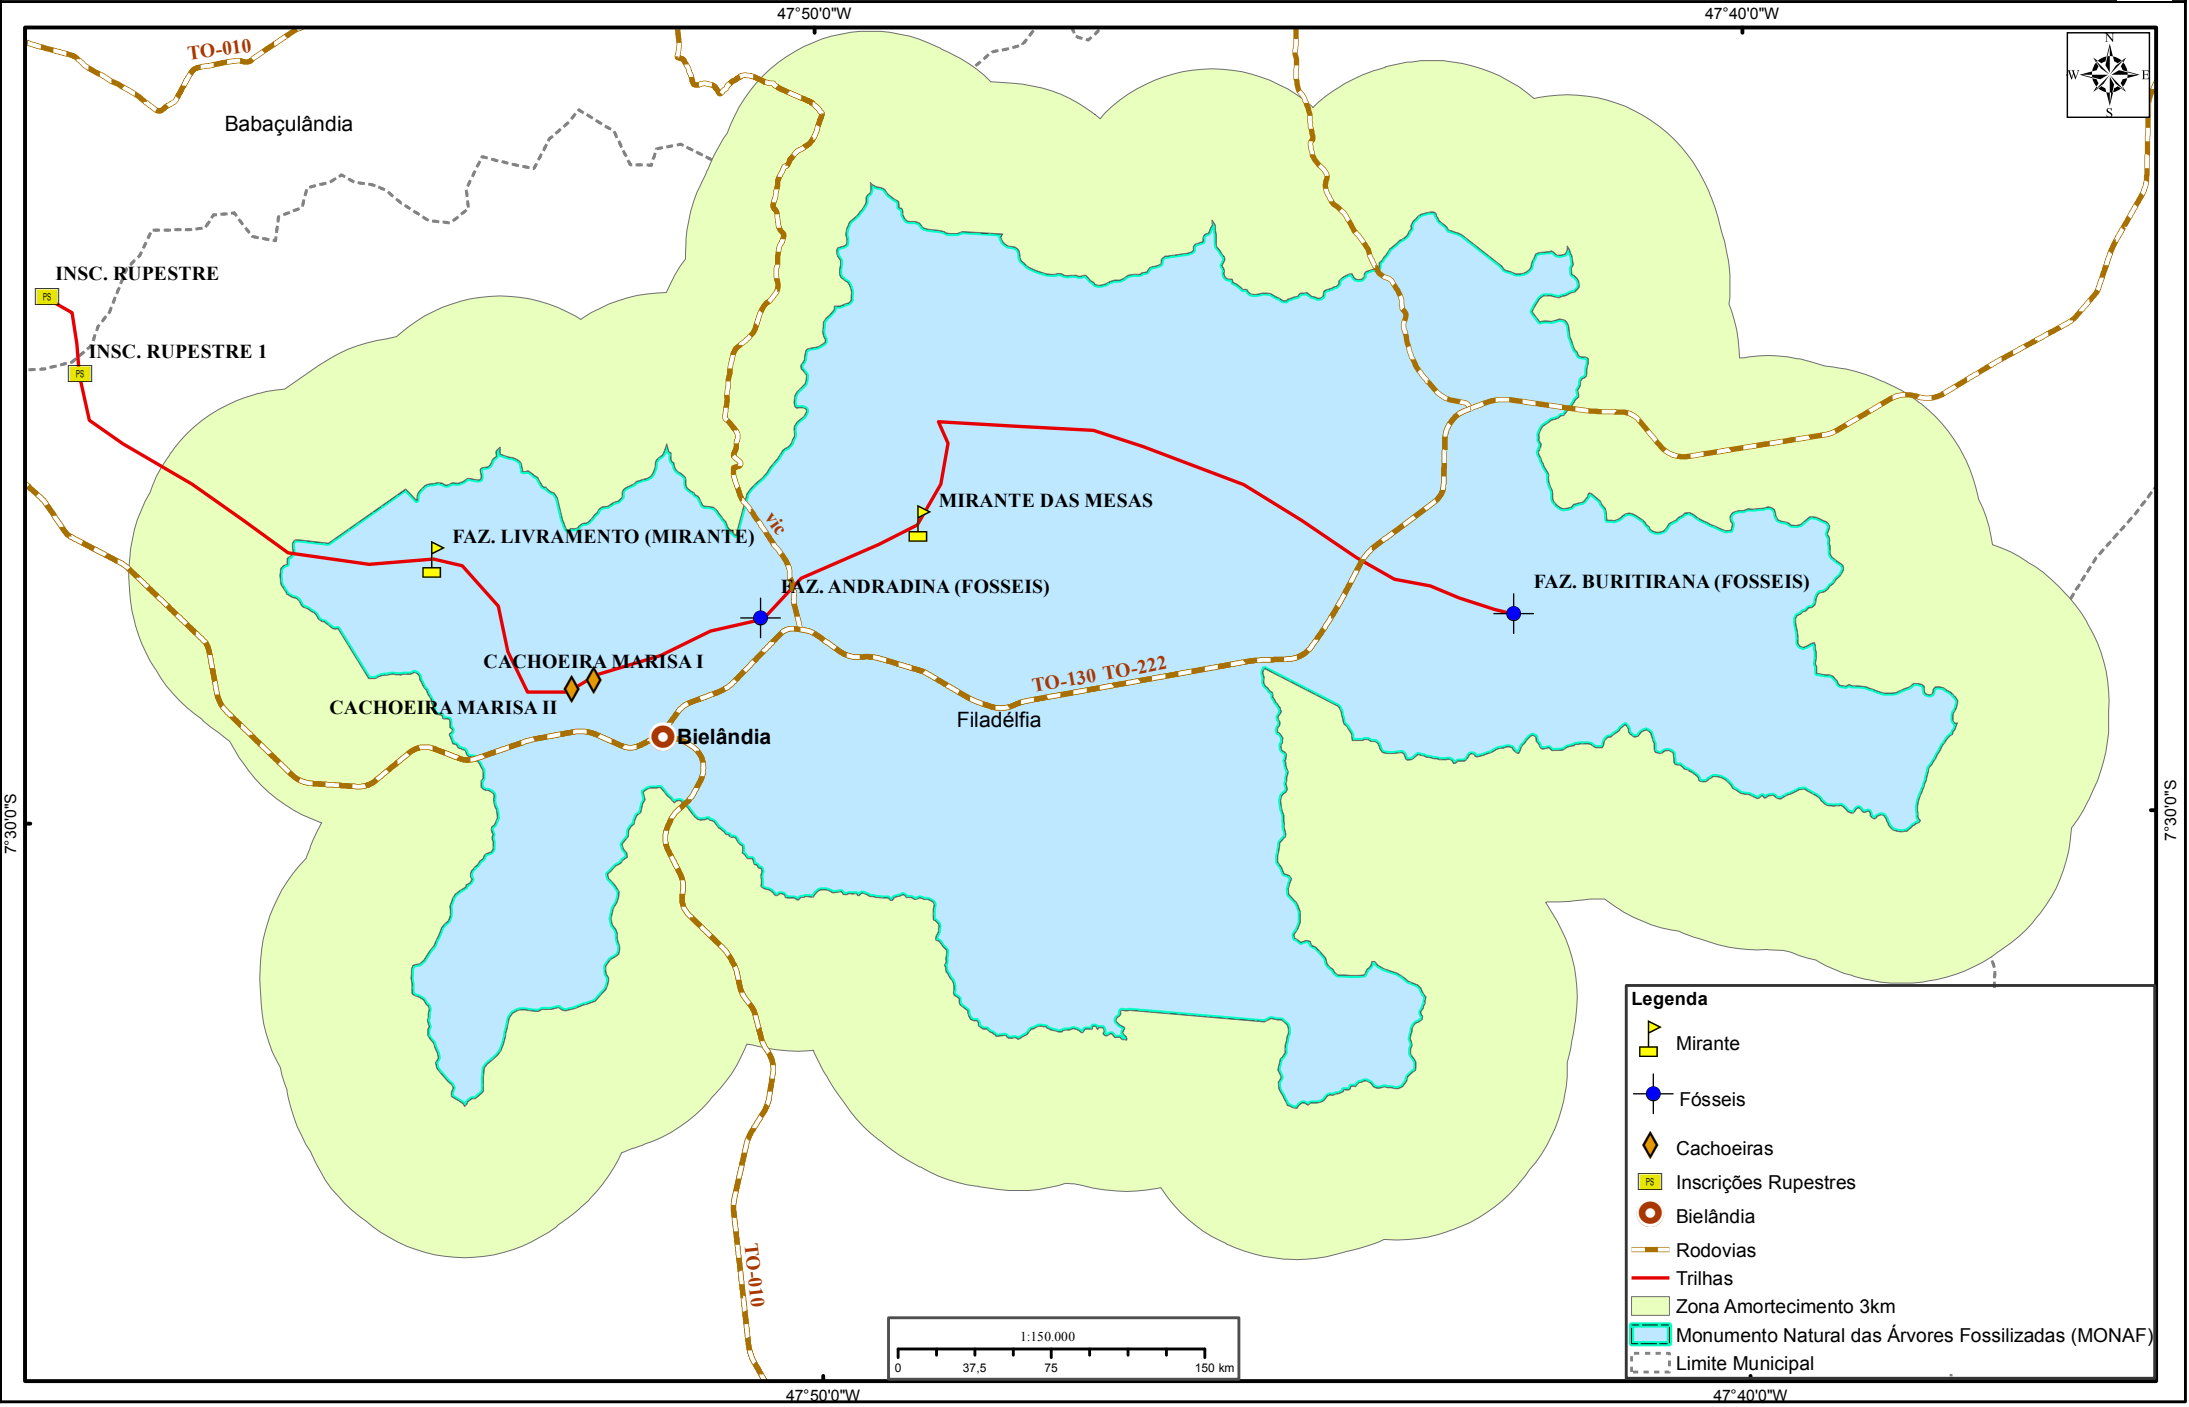 47°50'0"W
47°40'0"W
N
W
E
S
TO-010
Babaçulândia
INSC. RUPESTRE
PS
INSC. RUPESTRE 1
PS
MIRANTE DAS MESAS
vic
FAZ. LIVRAMENTO (MIRANTE)
FAZ. ANDRADINA (FOSSEIS)
FAZ. BURITIRANA (FOSSEIS)
CACHOEIRA MARISA I
TO-130 TO-222
CACHOEIRA MARISA II
Filadélfia
Bielândia
7°30'0"S
7°30'0"S
Legenda
Mirante
Fósseis
Cachoeiras
PS
Inscrições Rupestres
Bielândia
Rodovias
Trilhas
Zona Amortecimento 3km
Monumento Natural das Árvores Fossilizadas (MONAF)
Limite Municipal
TO-010
1:150.000
0
37,5
75
150 km
47°50'0"W
47°40'0"W